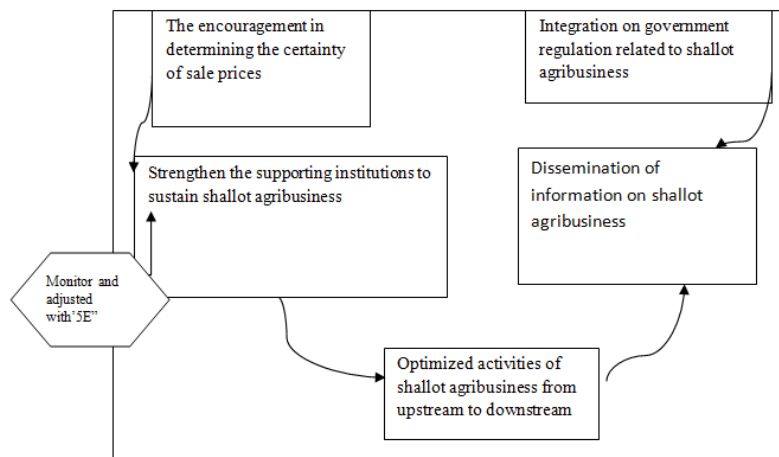 The encouragement in
determining the certainty
of sale prices
Integration on government
regulation related to shallot
agribusiness
Strengthen the supporting institutions to
sustain shallot agribusiness
Dissemination of
information on shallot
agribusiness
Monitor and
adjusted
with'5E"
Optimized activities of
shallot agribusiness from
upstream to downstream